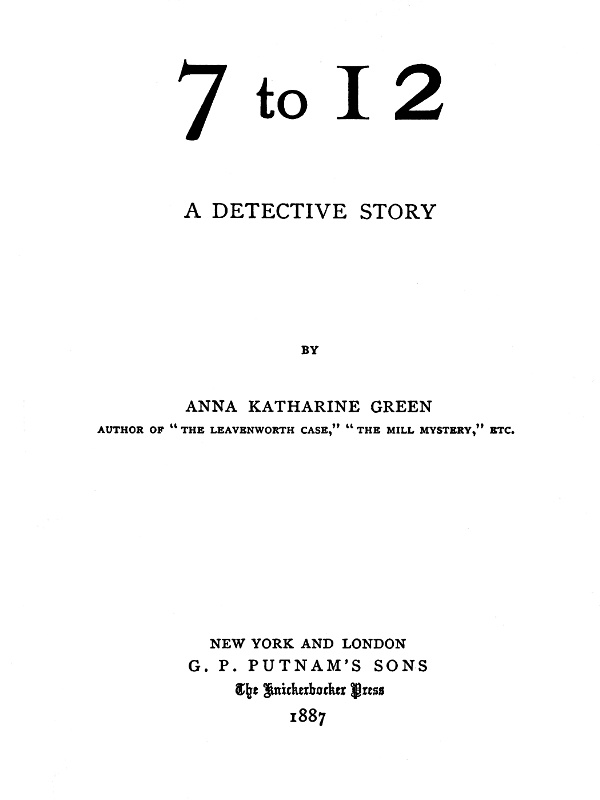 7 to 12
A DETECTIVE STORY
BY
ANNA KATHARINE GREEN
AUTHOR OF “THE LEAVENWORTH CASE,” “THE MILL MYSTERY,” ETC.
NEW YORK AND LONDON
G. P. PUTNAM'S SONS
The Knickerbocker Press
1887